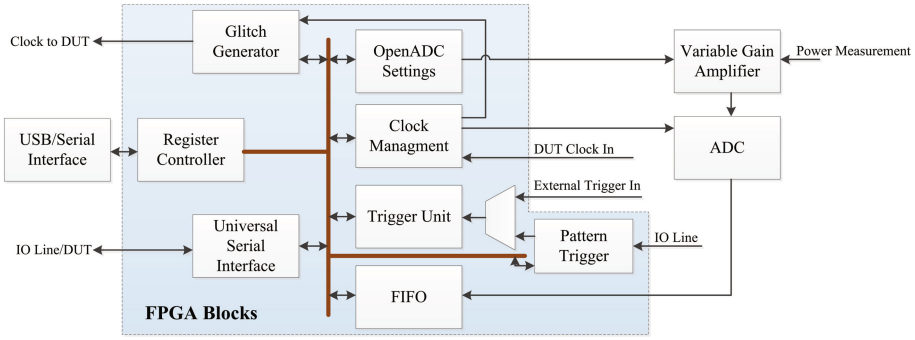 Glitch
Generator
Clock to DUT
OpenADC
Settings
Variable Gain
Amplifier
Power Measurement
USB/Serial
Interface
Register
Controller
Clock
Managment
DUT Clock In
ADC
External Trigger In
Trigger Unit
IO Line/DUT
Universal
Serial
Interface
Pattern
Trigger
IO Line
FIFO
FPGA Blocks